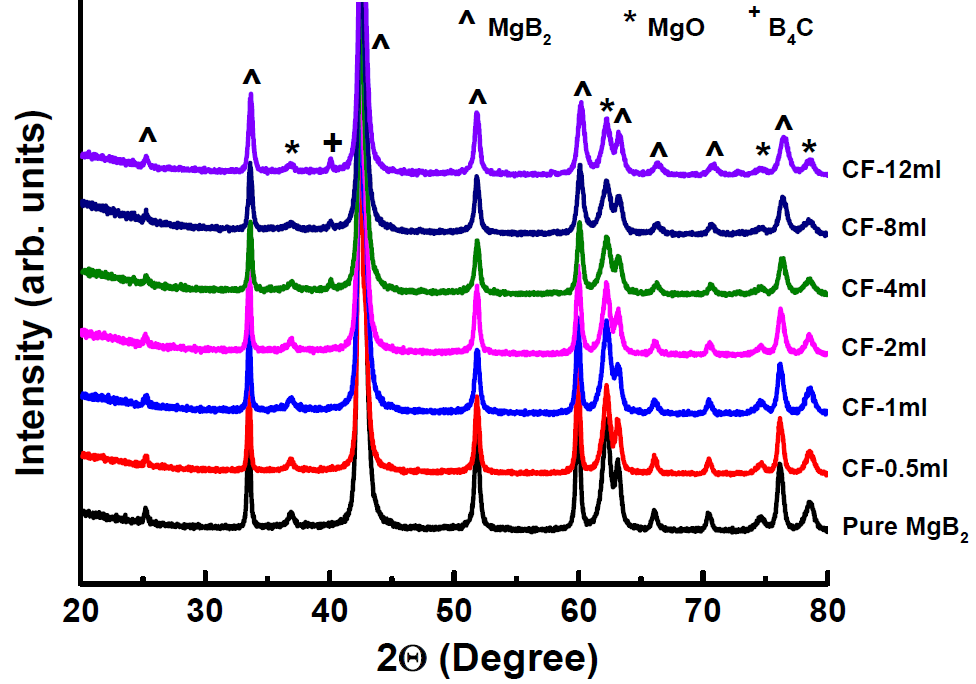 ^ MgB₂ * MgO + B₄C
^ ^ ^ * + ^ ^ * ^ ^ ^ * ^ *
CF-12ml
CF-8ml
CF-4ml
CF-2ml
CF-1ml
CF-0.5ml
Pure MgB₂
Intensity (arb. units)
20 30 40 50 60 70 80
2Θ (Degree)